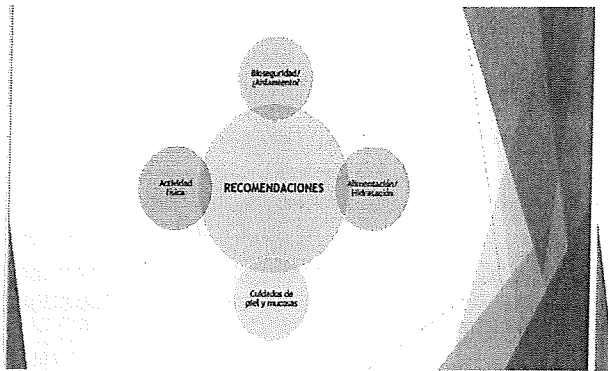 Bioseguridad/
¿Aislamiento?
Actividad
física
RECOMENDACIONES
Alimentación/
Hidratación
Cuidados de
piel y mucosas